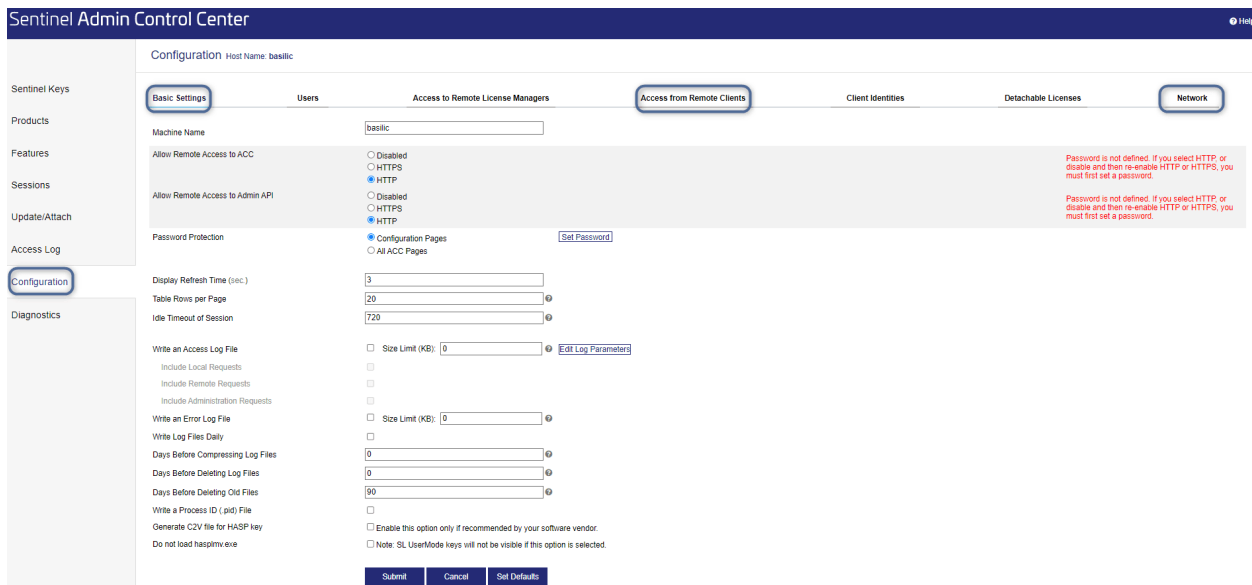 Sentinel Admin Control Center
Help
Configuration Host Name: basilic
Sentinel Keys
Products
Features
Sessions
Update/Attach
Access Log
Configuration
Diagnostics
Basic Settings Users Access to Remote License Managers Access from Remote Clients Client Identities Detachable Licenses Network
Machine Name basilic
Allow Remote Access to ACC Disabled
HTTPS
HTTP
Password is not defined. If you select HTTP, or
disable and then re-enable HTTP or HTTPS, you
must first set a password.
Allow Remote Access to Admin API Disabled
HTTPS
HTTP
Password is not defined. If you select HTTP, or
disable and then re-enable HTTP or HTTPS, you
must first set a password.
Password Protection Configuration Pages Set Password
All ACC Pages
Display Refresh Time (sec.) 3
Table Rows per Page 20
Idle Timeout of Session 720
Write an Access Log File Size Limit (KB): 0 Edit Log Parameters
Include Local Requests
Include Remote Requests
Include Administration Requests
Write an Error Log File Size Limit (KB): 0
Write Log Files Daily
Days Before Compressing Log Files 0
Days Before Deleting Log Files 0
Days Before Deleting Old Files 90
Write a Process ID (.pid) File
Generate C2V file for HASP key Enable this option only if recommended by your software vendor.
Do not load hasplmv.exe Note: SL UserMode keys will not be visible if this option is selected.
Submit Cancel Set Defaults